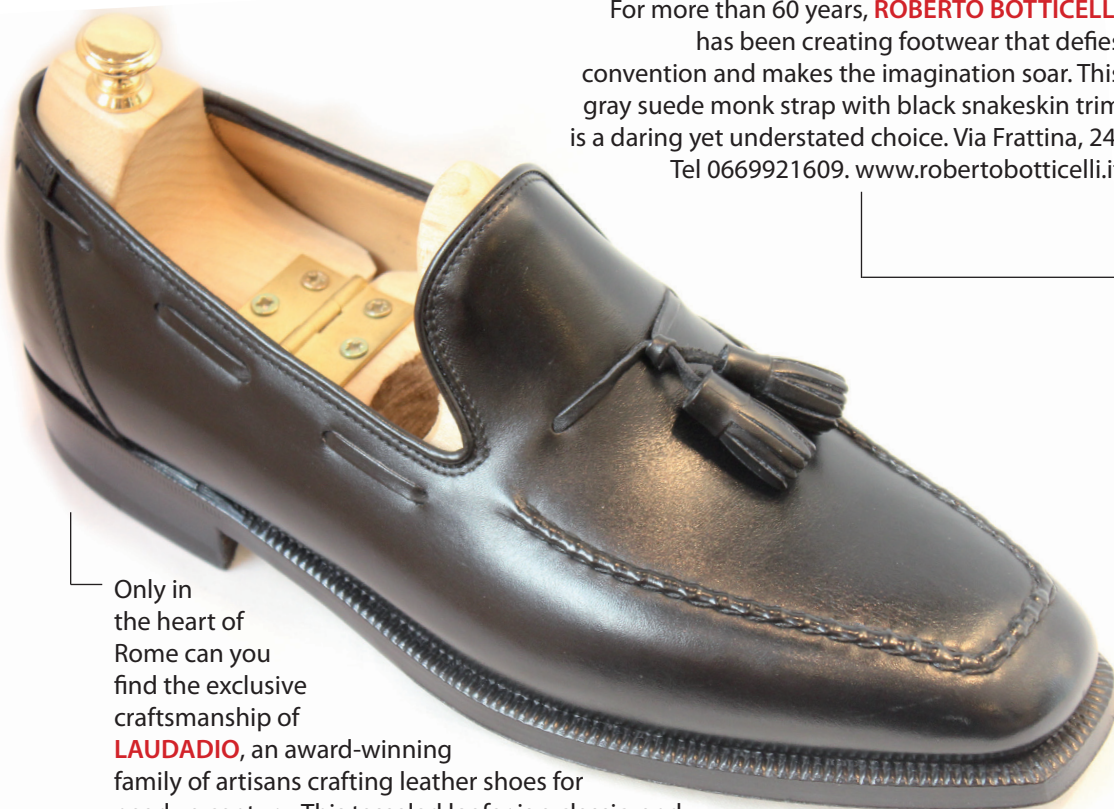 For more than 60 years, ROBERTO BOTTICELL
has been creating footwear that defies
convention and makes the imagination soar. This
gray suede monk strap with black snakeskin trim
is a daring yet understated choice. Via Frattina, 24.
Tel 0669921609. www.robertobotticelli.it
Only in
the heart of
Rome can you
find the exclusive
craftsmanship of
LAUDADIO, an award-winning
family of artisans crafting leather shoes for